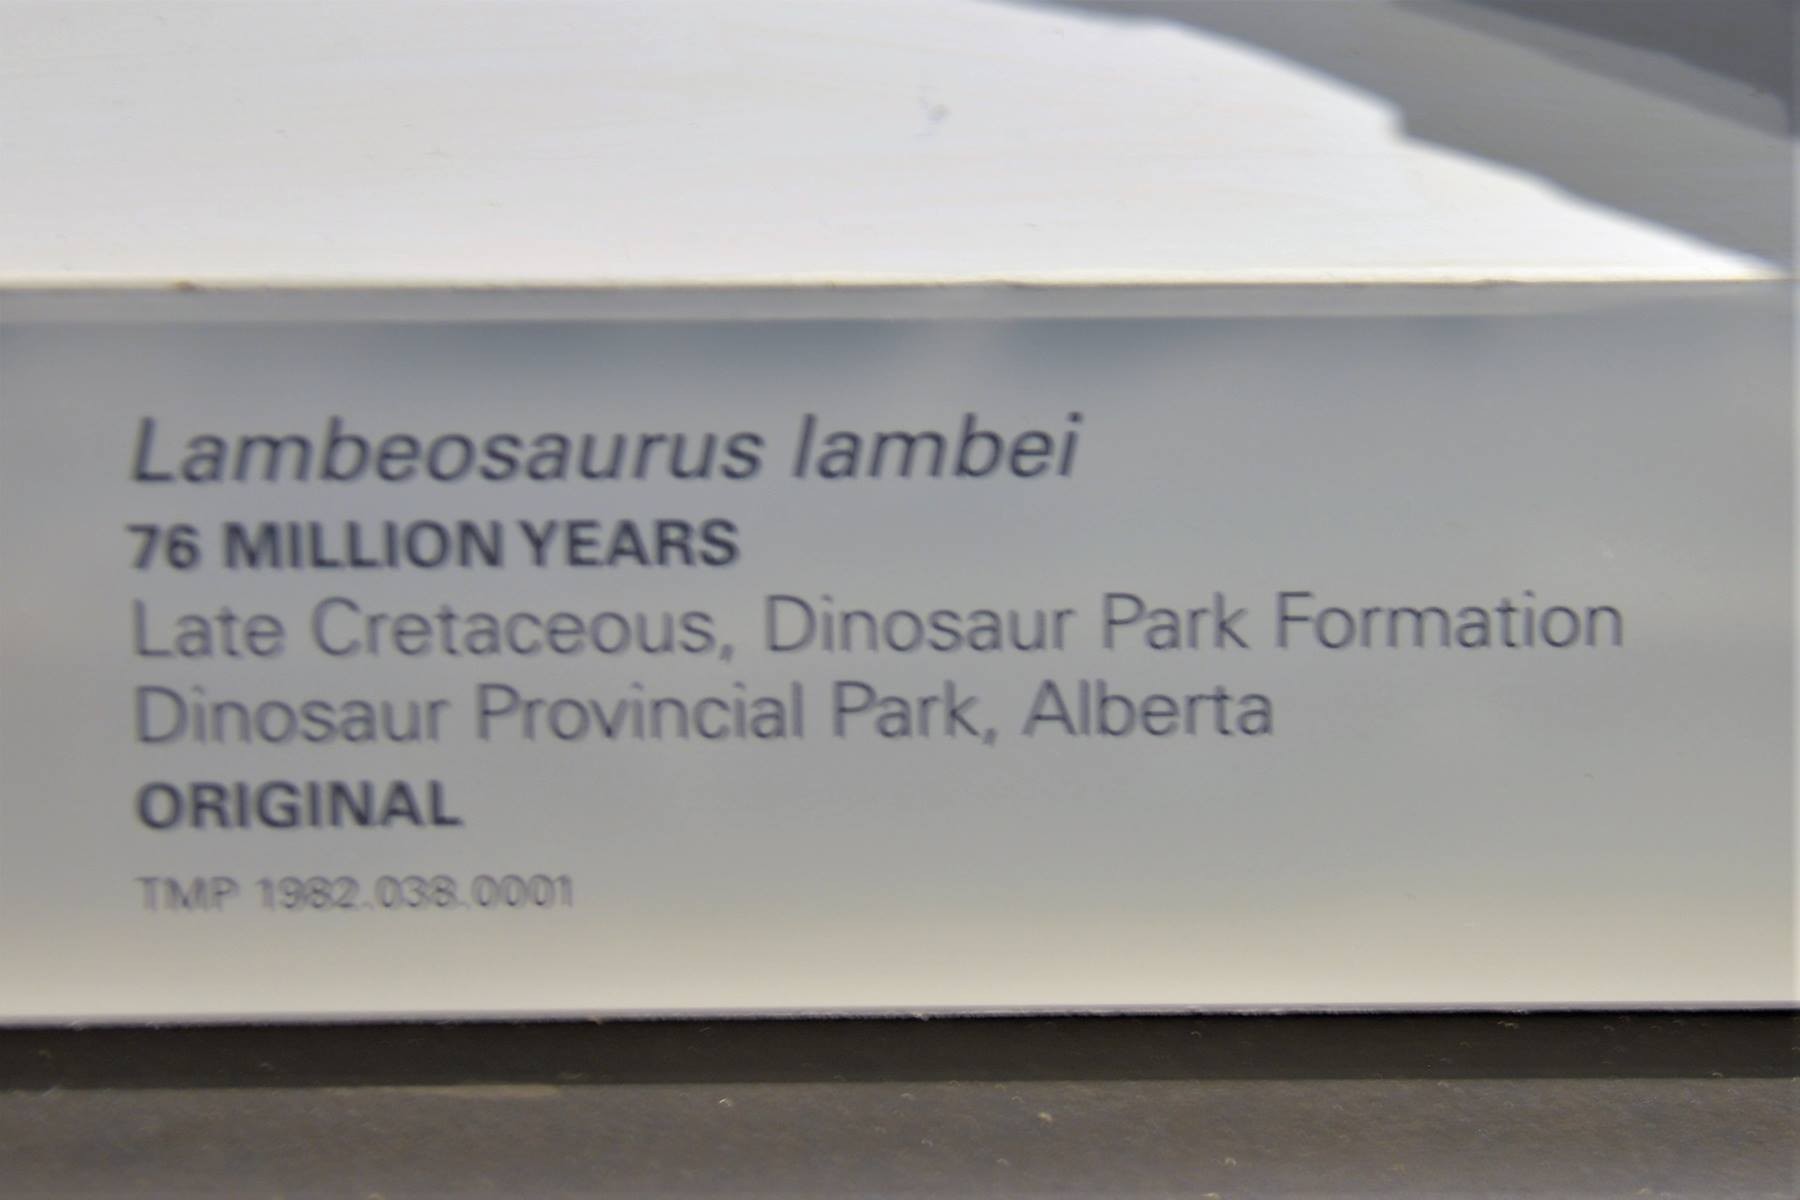 Lambeosaurus lambei
76 MILLION YEARS
Late Cretaceous, Dinosaur Park Formation
Dinosaur Provincial Park, Alberta
ORIGINAL
TMP 1982.038.0001